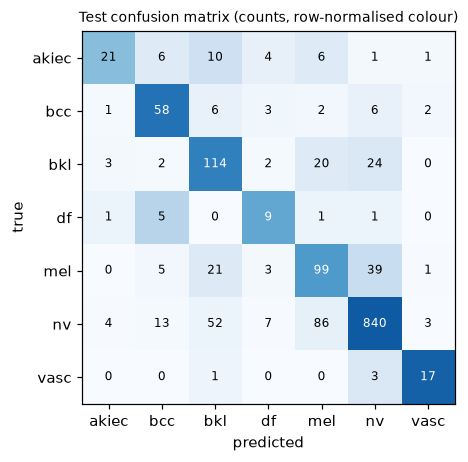 Test confusion matrix (counts, row-normalised colour)
akiec 21 6 10 4 6 1 1
bcc 1 58 6 3 2 6 2
bkl 3 2 114 2 20 24 0
df 1 5 0 9 1 1 0
mel 0 5 21 3 99 39 1
nv 4 13 52 7 86 840 3
vasc 0 0 1 0 0 3 17
akiec bcc bkl df mel nv vasc
predicted
true